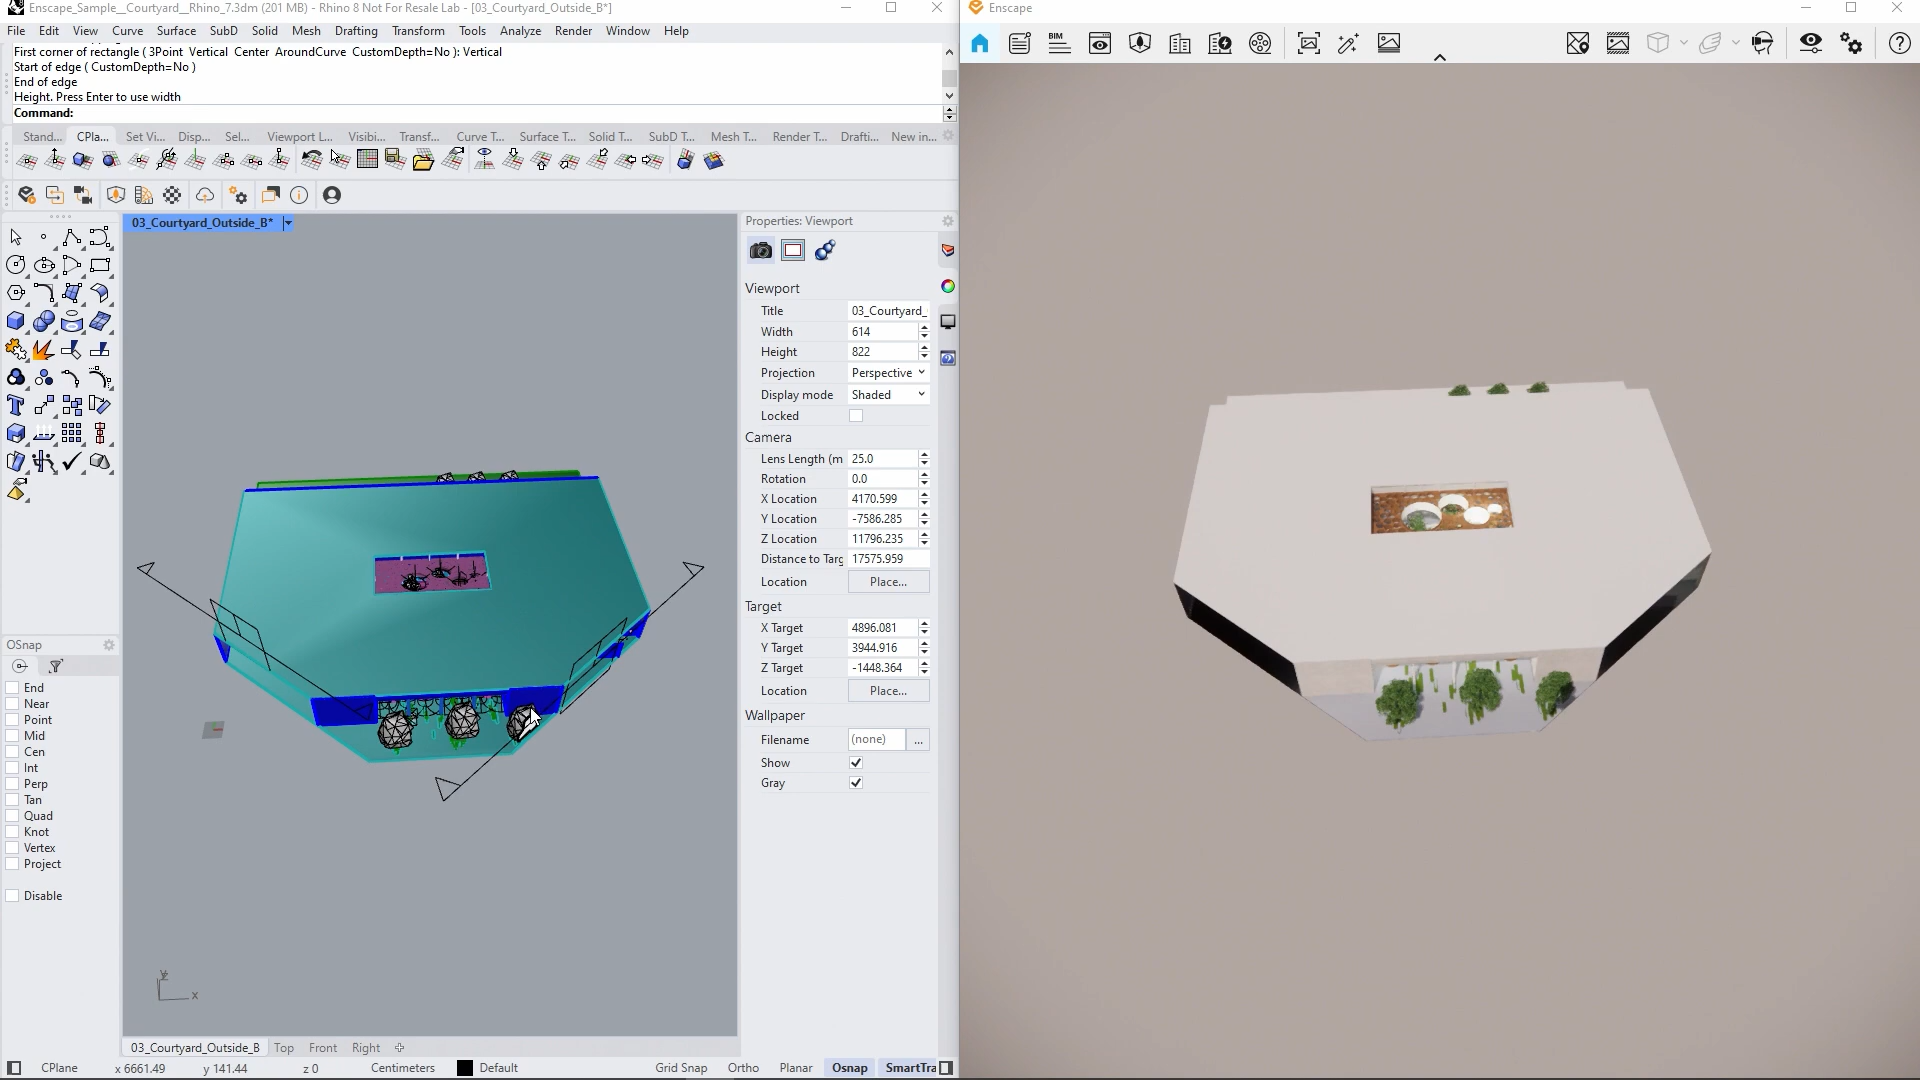 Enscape_Sample__Courtyard__Rhino_7.3dm (201 MB) - Rhino 8 Not For Resale Lab - [03_Courtyard_Outside_B*]
Enscape
File Edit View Curve Surface SubD Solid Mesh Drafting Transform Tools Analyze Render Window Help
First corner of rectangle ( 3Point Vertical Center AroundCurve CustomDepth=No ): Vertical
Start of edge ( CustomDepth=No )
End of edge
Height. Press Enter to use width
Command:
Stand... CPla... Set Vi... Disp... Sel... Viewport L... Visibi... Transf... Curve T... Surface T... Solid T... SubD T... Mesh T... Render T... Drafti... New in...
BIM
03_Courtyard_Outside_B*
Properties: Viewport
Viewport
Title 03_Courtyard_
Width 614
Height 822
Projection Perspective
Display mode Shaded
Locked
Camera
Lens Length (m 25.0
Rotation 0.0
X Location 4170.599
Y Location -7586.285
Z Location 11796.235
Distance to Targ 17575.959
Location Place...
Target
X Target 4896.081
Y Target 3944.916
Z Target -1448.364
Location Place...
Wallpaper
Filename (none) ...
Show
Gray
OSnap
End
Near
Point
Mid
Cen
Int
Perp
Tan
Quad
Knot
Vertex
Project
Disable
y
x
03_Courtyard_Outside_B Top Front Right
CPlane x 6661.49 y 141.44 z 0 Centimeters Default Grid Snap Ortho Planar Osnap SmartTra